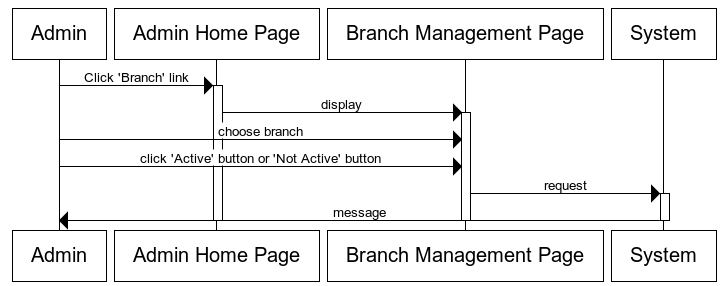 Admin
Admin Home Page
Branch Management Page
System
Click 'Branch' link
display
choose branch
click 'Active' button or 'Not Active' button
request
message
Admin
Admin Home Page
Branch Management Page
System